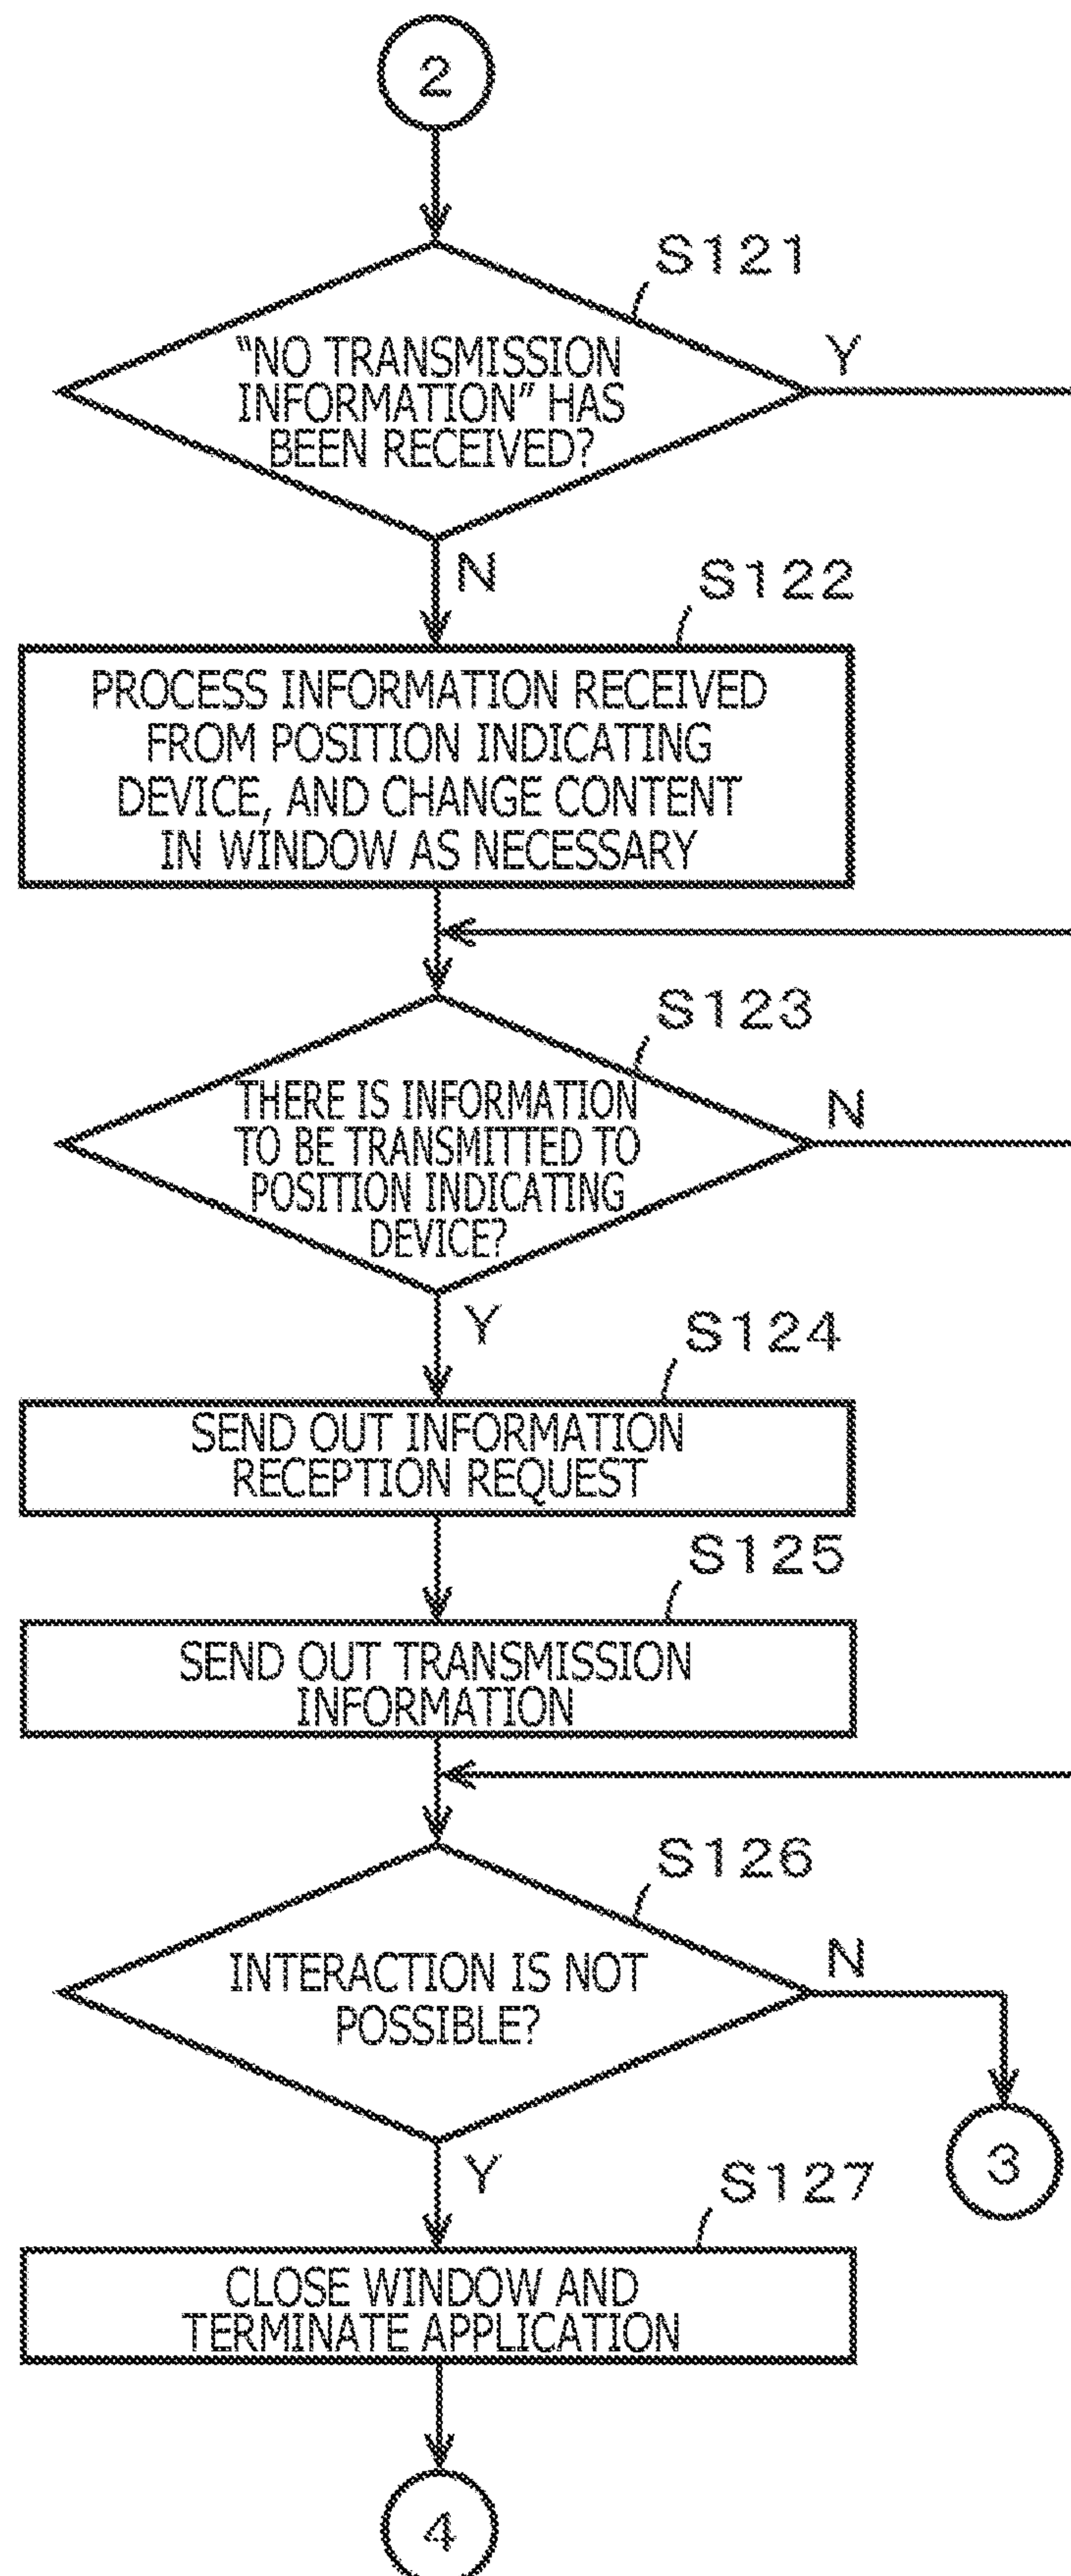 2
S121
“NO TRANSMISSION
INFORMATION” HAS
BEEN RECEIVED?
Y
N
S122
PROCESS INFORMATION RECEIVED
FROM POSITION INDICATING
DEVICE, AND CHANGE CONTENT
IN WINDOW AS NECESSARY
S123
THERE IS INFORMATION
TO BE TRANSMITTED TO
POSITION INDICATING
DEVICE?
N
Y
S124
SEND OUT INFORMATION
RECEPTION REQUEST
S125
SEND OUT TRANSMISSION
INFORMATION
S126
INTERACTION IS NOT
POSSIBLE?
N
3
Y
S127
CLOSE WINDOW AND
TERMINATE APPLICATION
4